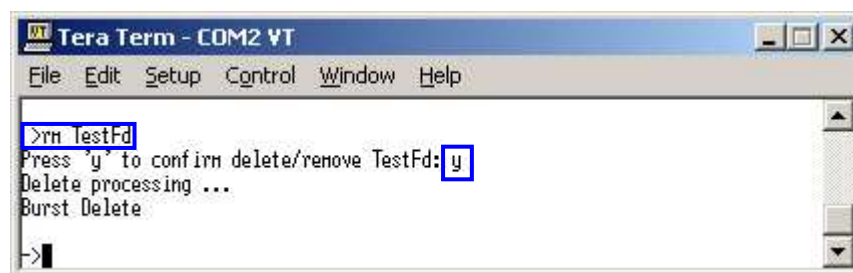 Tera Term - COM2 VT
File Edit Setup Control Window Help
>rm TestFd
Press 'y' to confirm delete/remove TestFd: y
Delete processing ...
Burst Delete
->